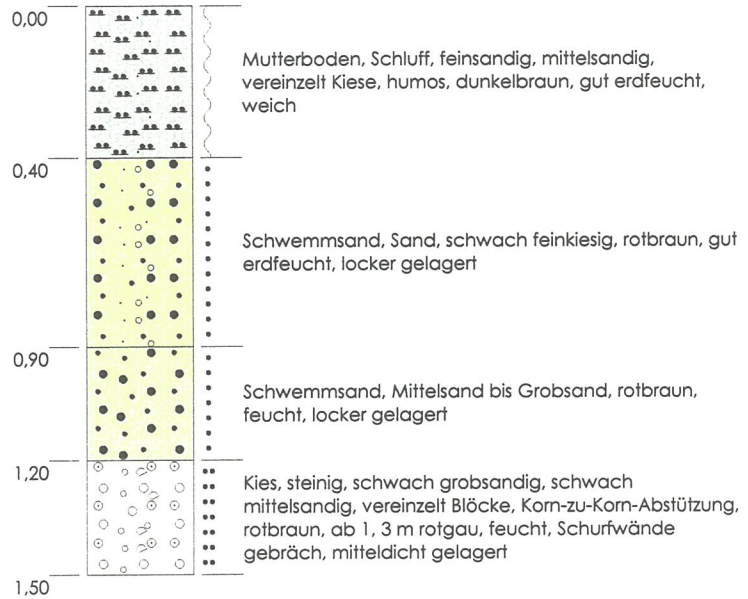 0,00
Mutterboden, Schluff, feinsandig, mittelsandig,
vereinzelt Kiese, humos, dunkelbraun, gut erdfeucht,
weich
0,40
Schwemmsand, Sand, schwach feinkiesig, rotbraun, gut
erdfeucht, locker gelagert
0,90
Schwemmsand, Mittelsand bis Grobsand, rotbraun,
feucht, locker gelagert
1,20
Kies, steinig, schwach grobsandig, schwach
mittelsandig, vereinzelt Blöcke, Korn-zu-Korn-Abstützung,
rotbraun, ab 1, 3 m rotgau, feucht, Schurfwände
gebräch, mitteldicht gelagert
1,50